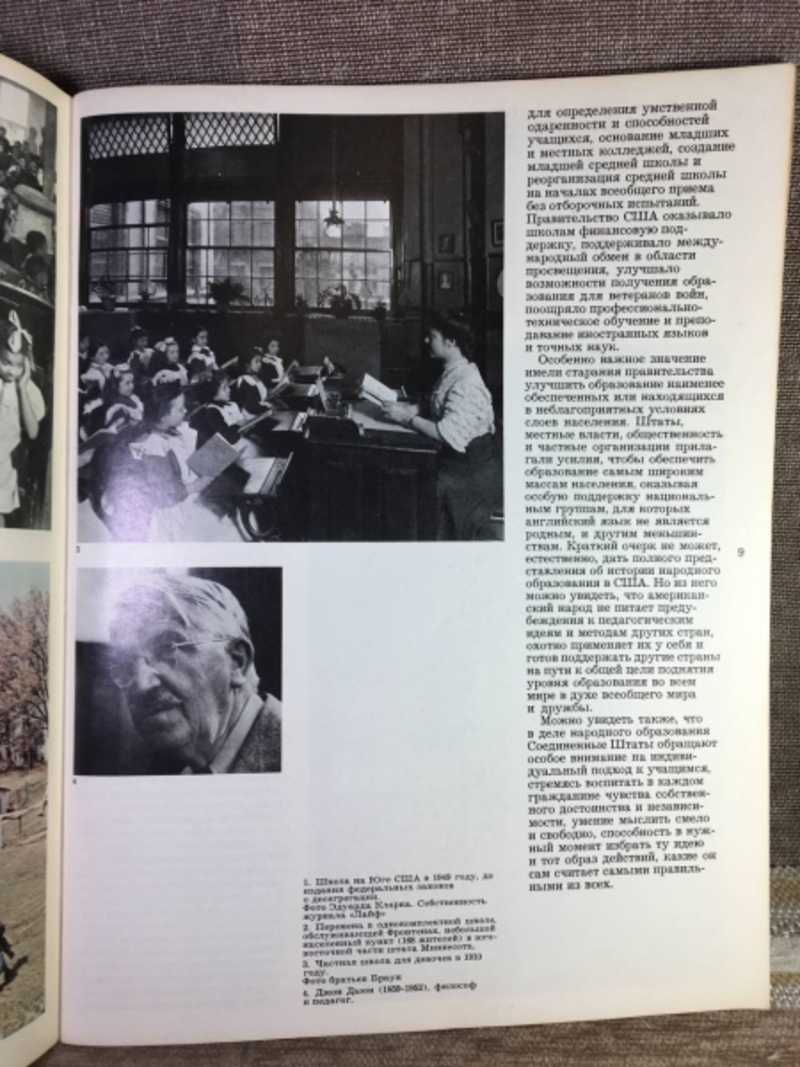 для определения умственной
одаренности и способностей
учащихся, основание младших
и местных колледжей, создание
младшей средней школы и
реорганизация средней школы
на началах всеобщего приема
без отборочных испытаний.
Правительство США оказывало
школам финансовую под-
держку, поддерживало между-
народный обмен в области
просвещения, улучшало
возможности получения обра-
зования для ветеранов войн,
поощряло профессионально-
техническое обучение и препо-
давание иностранных языков
и точных наук.
Особенно важное значение
имели старания правительства
улучшить образование наименее
обеспеченных или находящихся
в неблагоприятных условиях
слоев населения. Штаты,
местные власти, общественность
и частные организации прила-
гали усилия, чтобы обеспечить
образование самым широким
массам населения, оказывая
особую поддержку националь-
ным группам, для которых
английский язык не является
родным, и другим меньшин-
ствам. Краткий очерк не может,
естественно, дать полного пред-
ставления об истории народного
образования в США. Но из него
можно увидеть, что американ-
ский народ не питает преду-
беждения к педагогическим
идеям и методам других стран,
охотно применяет их у себя и
готов поддержать другие страны
на пути к общей цели поднятия
уровня образования во всем
мире в духе всеобщего мира
и дружбы.
Можно увидеть также, что
в деле народного образования
Соединенные Штаты обращают
особое внимание на индиви-
дуальный подход к учащимся,
стремясь воспитать в каждом
гражданине чувства собствен-
ного достоинства и независи-
мости, умение мыслить смело
и свободно, способность в нуж-
ный момент избрать ту идею
и тот образ действий, какие он
сам считает самыми правиль-
ными из всех.
9
3
4
1. Школа на Юге США в 1949 году, до
издания федеральных законов
о десегрегации.
Фото Эдуарда Кларка. Собственность
журнала «Лайф»
2. Перемена в однокомплектной школе,
обслуживающей Фронтенак, небольшой
населенный пункт (168 жителей) в юго-
восточной части штата Миннесота.
3. Частная школа для девочек в 1910
году.
Фото братьев Браун
4. Джон Дьюи (1859-1952), философ
и педагог.